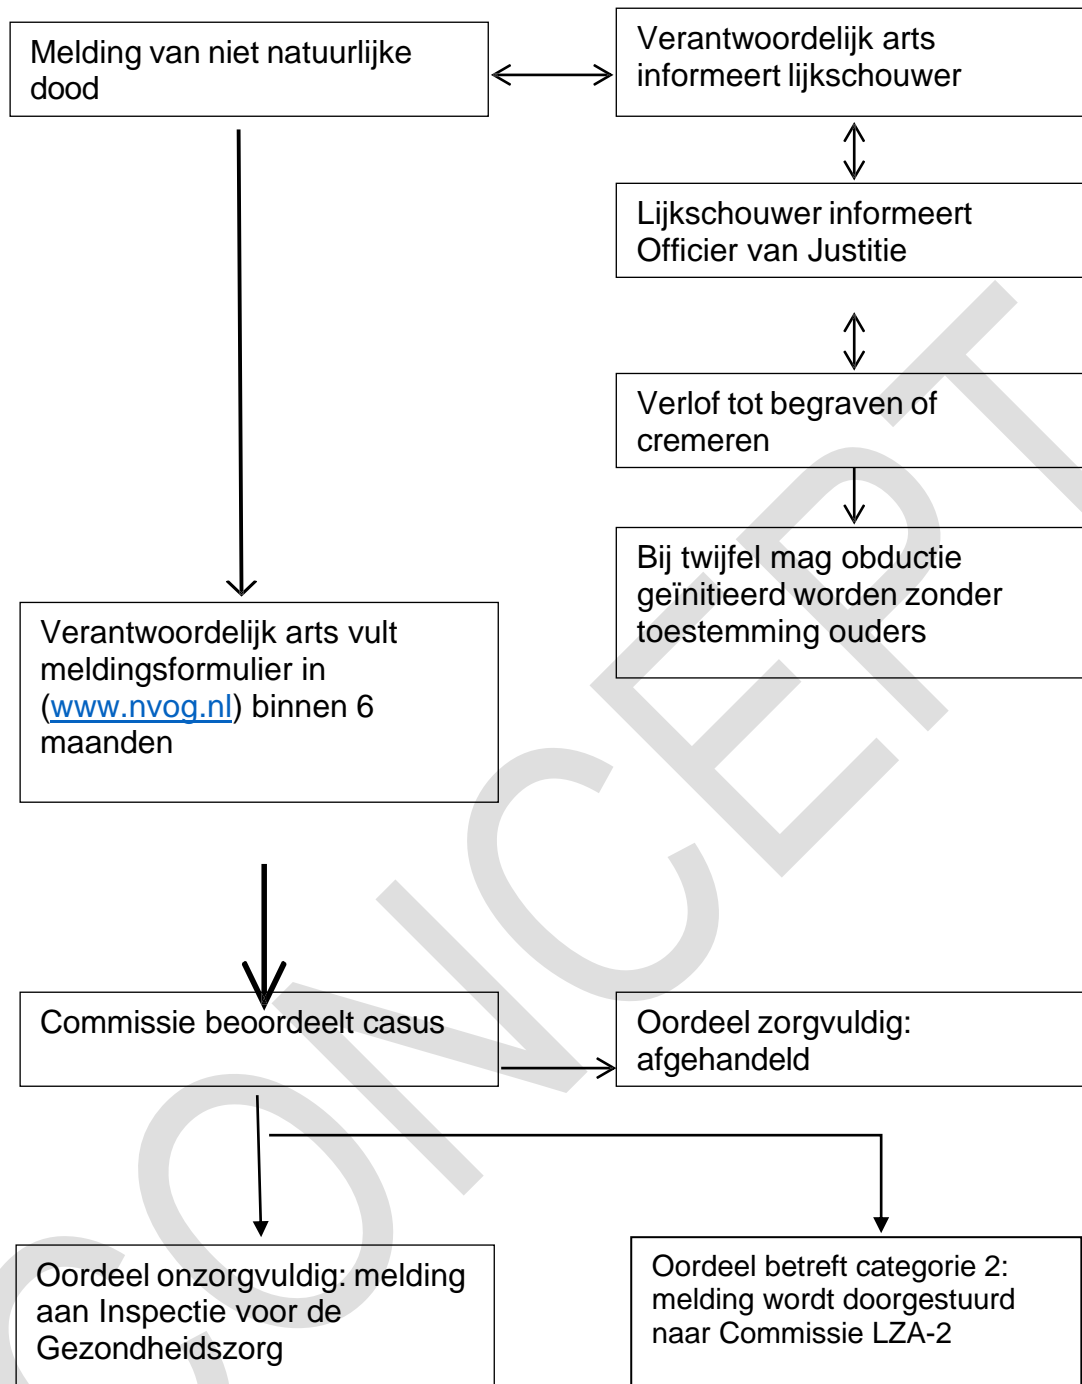 Melding van niet natuurlijke
dood
Verantwoordelijk arts
informeert lijkschouwer
Lijkschouwer informeert
Officier van Justitie
Verlof tot begraven of
cremeren
Bij twijfel mag obductie
geïnitieerd worden zonder
toestemming ouders
Verantwoordelijk arts vult
meldingsformulier in
(www.nvog.nl) binnen 6
maanden
Commissie beoordeelt casus
Oordeel zorgvuldig:
afgehandeld
Oordeel onzorgvuldig: melding
aan Inspectie voor de
Gezondheidszorg
Oordeel betreft categorie 2:
melding wordt doorgestuurd
naar Commissie LZA-2
CONCEPT